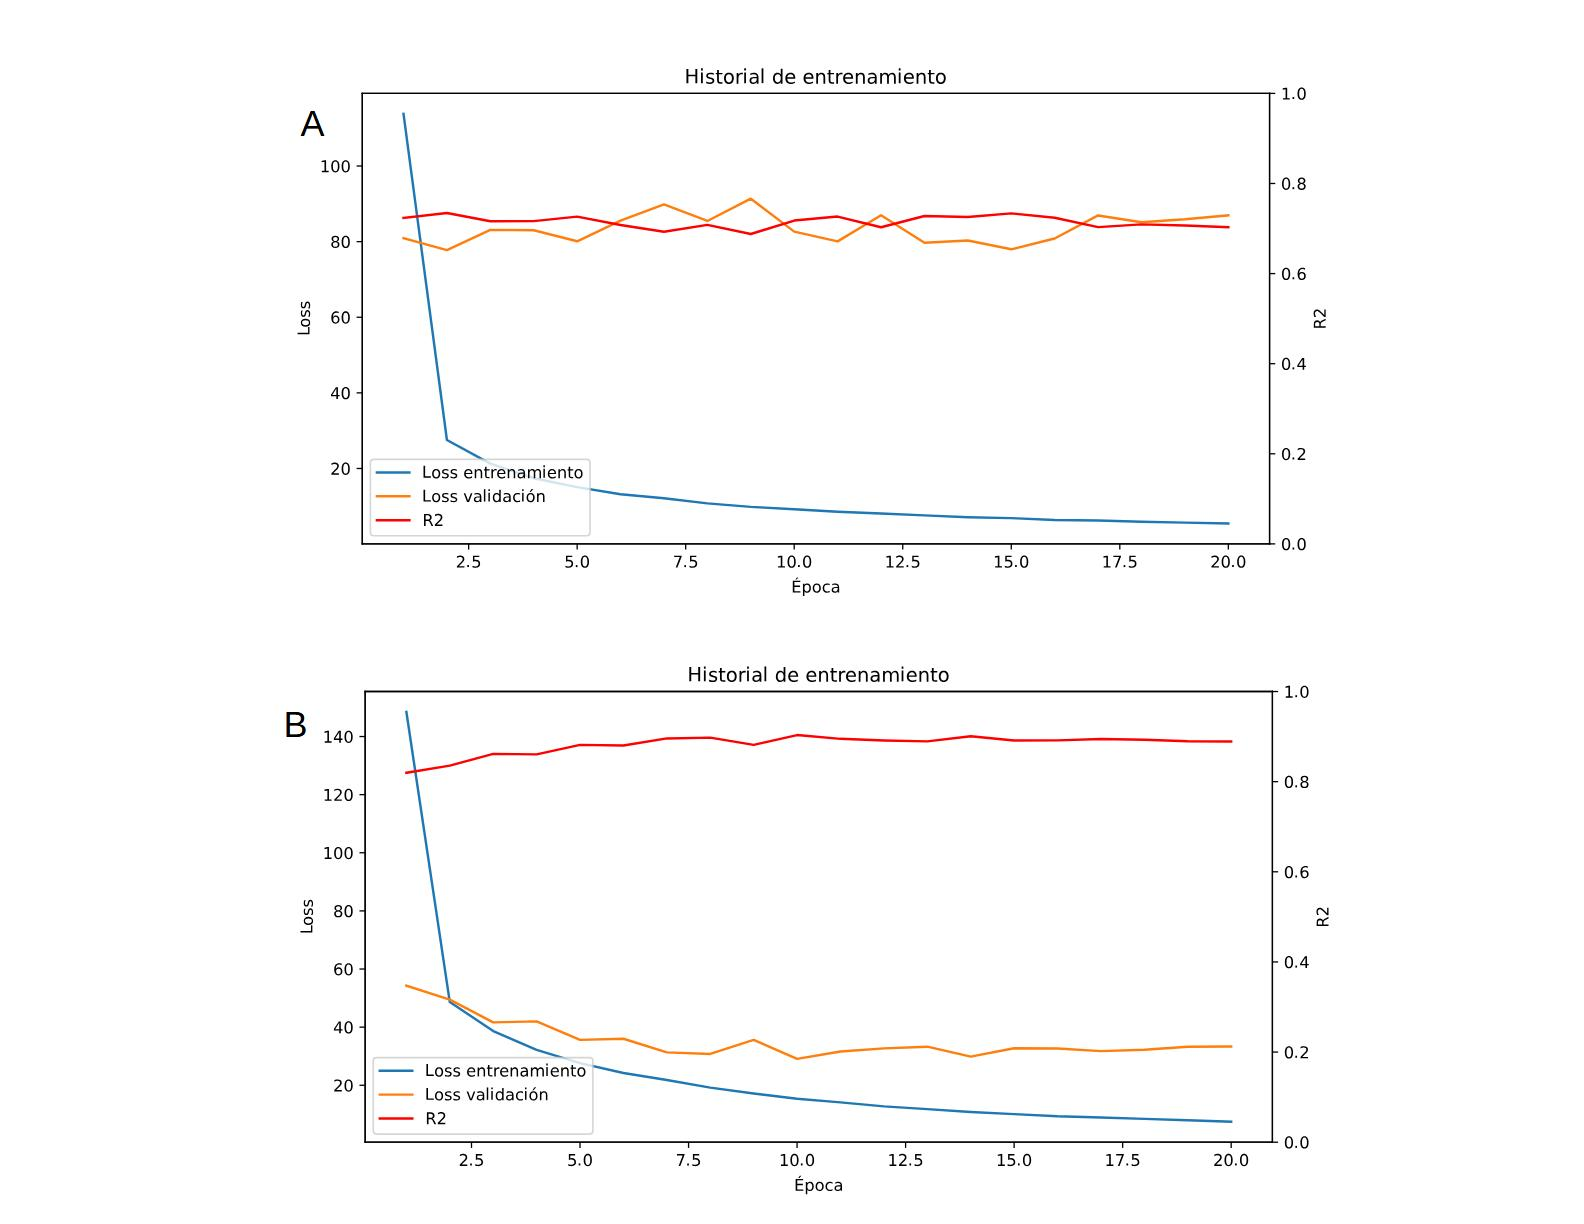 Historial de entrenamiento
A
1.0
100
0.8
80
0.6
Loss
60
R2
40
0.4
20
0.2
Loss entrenamiento
Loss validación
R2
0.0
2.5 5.0 7.5 10.0 12.5 15.0 17.5 20.0
Época
Historial de entrenamiento
B
1.0
140
120
0.8
100
0.6
Loss
80
R2
60
0.4
40
0.2
20
Loss entrenamiento
Loss validación
R2
0.0
2.5 5.0 7.5 10.0 12.5 15.0 17.5 20.0
Época